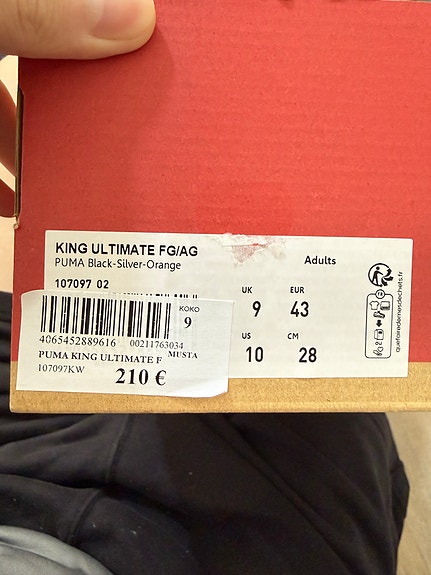 KING ULTIMATE FG/AG
PUMA Black-Silver-Orange
Adults
107097 02
UK
9
EUR
43
US
10
CM
28
quefairedemesdechets.fr
KOKO
9
4065452889616 00211763034
PUMA KING ULTIMATE F MUSTA
107097KW
210 €